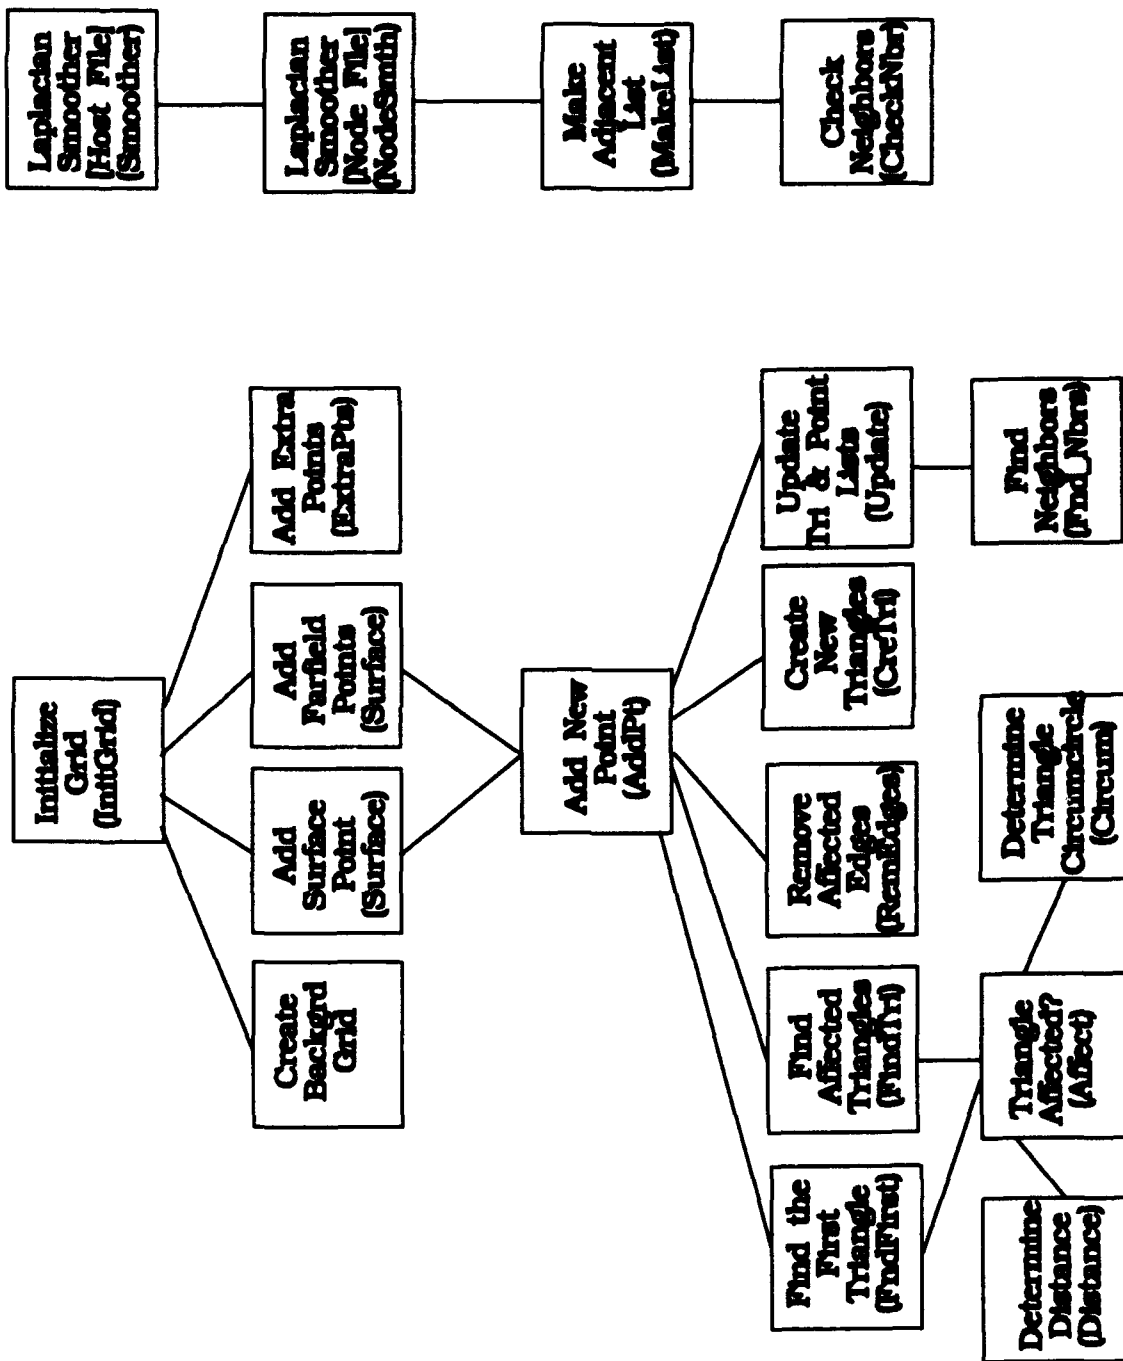 Initialize
Grid
(InitGrid)
Create
Backgrd
Grid
Add
Surface
Point
(Surface)
Add
Farfield
Points
(Surface)
Add Extra
Points
(ExtraPts)
Add New
Point
(AddPt)
Find the
First
Triangle
(FndFirst)
Find
Affected
Triangles
(FindTri)
Remove
Affected
Edges
(RemEdges)
Create
New
Triangles
(CreTri)
Update
Tri & Point
Lists
(Update)
Determine
Distance
(Distance)
Triangle
Affected?
(Affect)
Determine
Triangle
Circumcircle
(Circum)
Find
Neighbors
(Fnd_Nbrs)
Laplacian
Smoother
[Host File]
(Smoother)
Laplacian
Smoother
[Node File]
(NodeSmth)
Make
Adjacent
List
(MakeList)
Check
Neighbors
(CheckNbr)